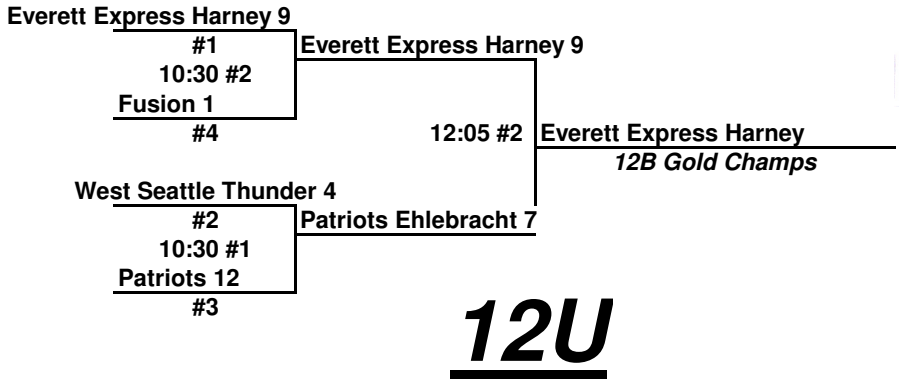 Everett Express Harney 9
#1
Everett Express Harney 9
10:30 #2
Fusion 1
#4
12:05 #2
Everett Express Harney
12B Gold Champs
West Seattle Thunder 4
#2
Patriots Ehlebracht 7
10:30 #1
Patriots 12
#3
12U